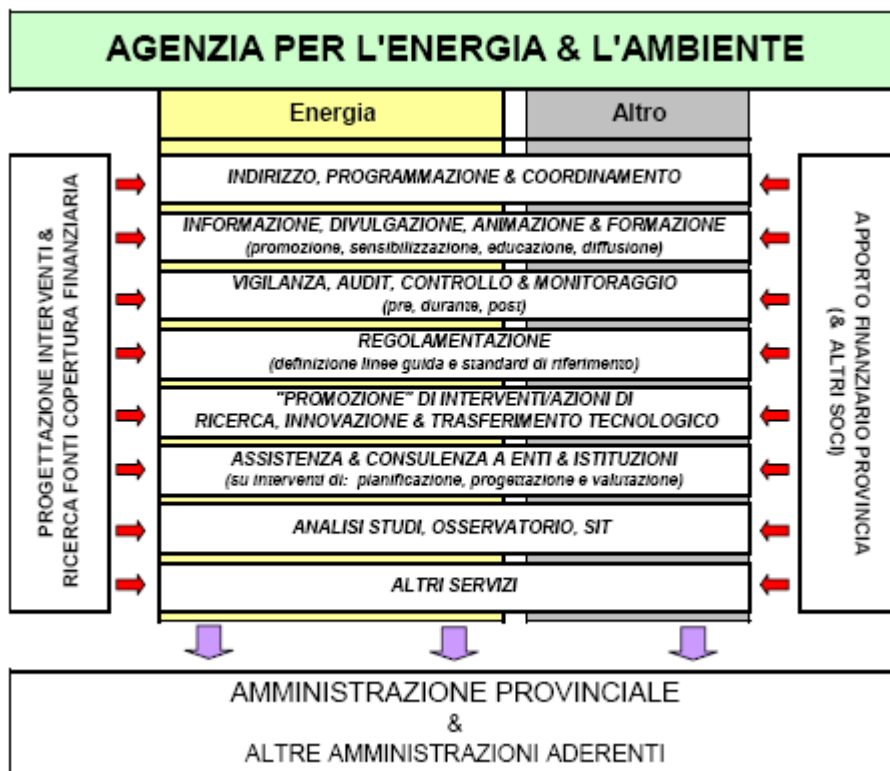 AGENZIA PER L'ENERGIA & L'AMBIENTE
Energia
Altro
PROGETTAZIONE INTERVENTI &
RICERCA FONTI COPERTURA FINANZIARIA
INDIRIZZO, PROGRAMMAZIONE & COORDINAMENTO
INFORMAZIONE, DIVULGAZIONE, ANIMAZIONE & FORMAZIONE
(promozione, sensibilizzazione, educazione, diffusione)
VIGILANZA, AUDIT, CONTROLLO & MONITORAGGIO
(pre, durante, post)
REGOLAMENTAZIONE
(definizione linee guida e standard di riferimento)
"PROMOZIONE" DI INTERVENTI/AZIONI DI
RICERCA, INNOVAZIONE & TRASFERIMENTO TECNOLOGICO
ASSISTENZA & CONSULENZA A ENTI & ISTITUZIONI
(su interventi di: planificazione, progettazione e valutazione)
ANALISI STUDI, OSSERVATORIO, SIT
ALTRI SERVIZI
APPORTO FINANZIARIO PROVINCIA
(& ALTRI SOCI)
AMMINISTRAZIONE PROVINCIALE
&
ALTRE AMMINISTRAZIONI ADERENTI